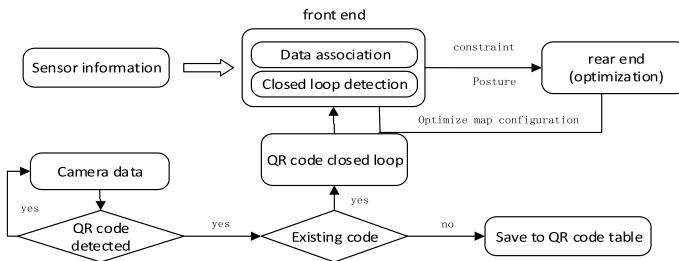 front end
Data association
Closed loop detection
Sensor information
constraint
Posture
rear end
(optimization)
Optimize map configuration
QR code closed loop
Camera data
yes
yes
QR code
detected
yes
Existing code
no
Save to QR code table